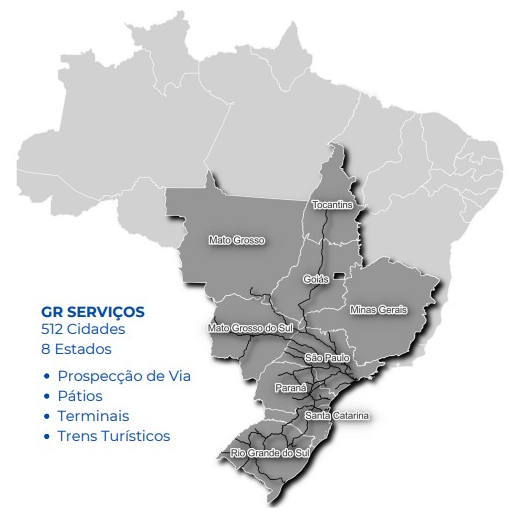 Tocantins
Mato Grosso
Goiás
Minas Gerais
GR SERVIÇOS
512 Cidades
8 Estados
Mato Grosso do Sul
São Paulo
• Prospecção de Via
Paraná
• Pátios
• Terminais
Santa Catarina
• Trens Turísticos
Rio Grande do Sul